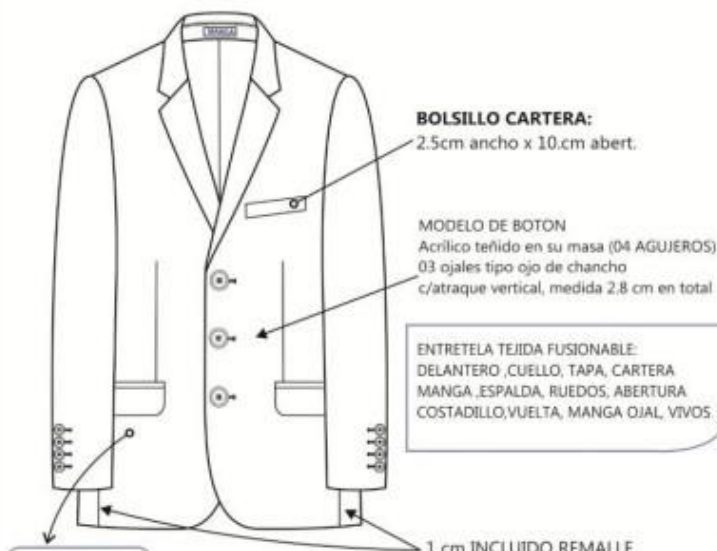 MANGA
BOLSILLO CARTERA:
2.5cm ancho x 10.cm abert.
MODELO DE BOTON
Acrílico teñido en su masa (04 AGUJEROS)
03 ojales tipo ojo de chancho
c/atraque vertical, medida 2.8 cm en total
ENTRETELA TEJIDA FUSIONABLE:
DELANTERO ,CUELLO, TAPA, CARTERA
MANGA ,ESPALDA, RUEDOS, ABERTURA
COSTADILLO,VUELTA, MANGA OJAL, VIVOS
1 cm INCLUIDO REMALLE